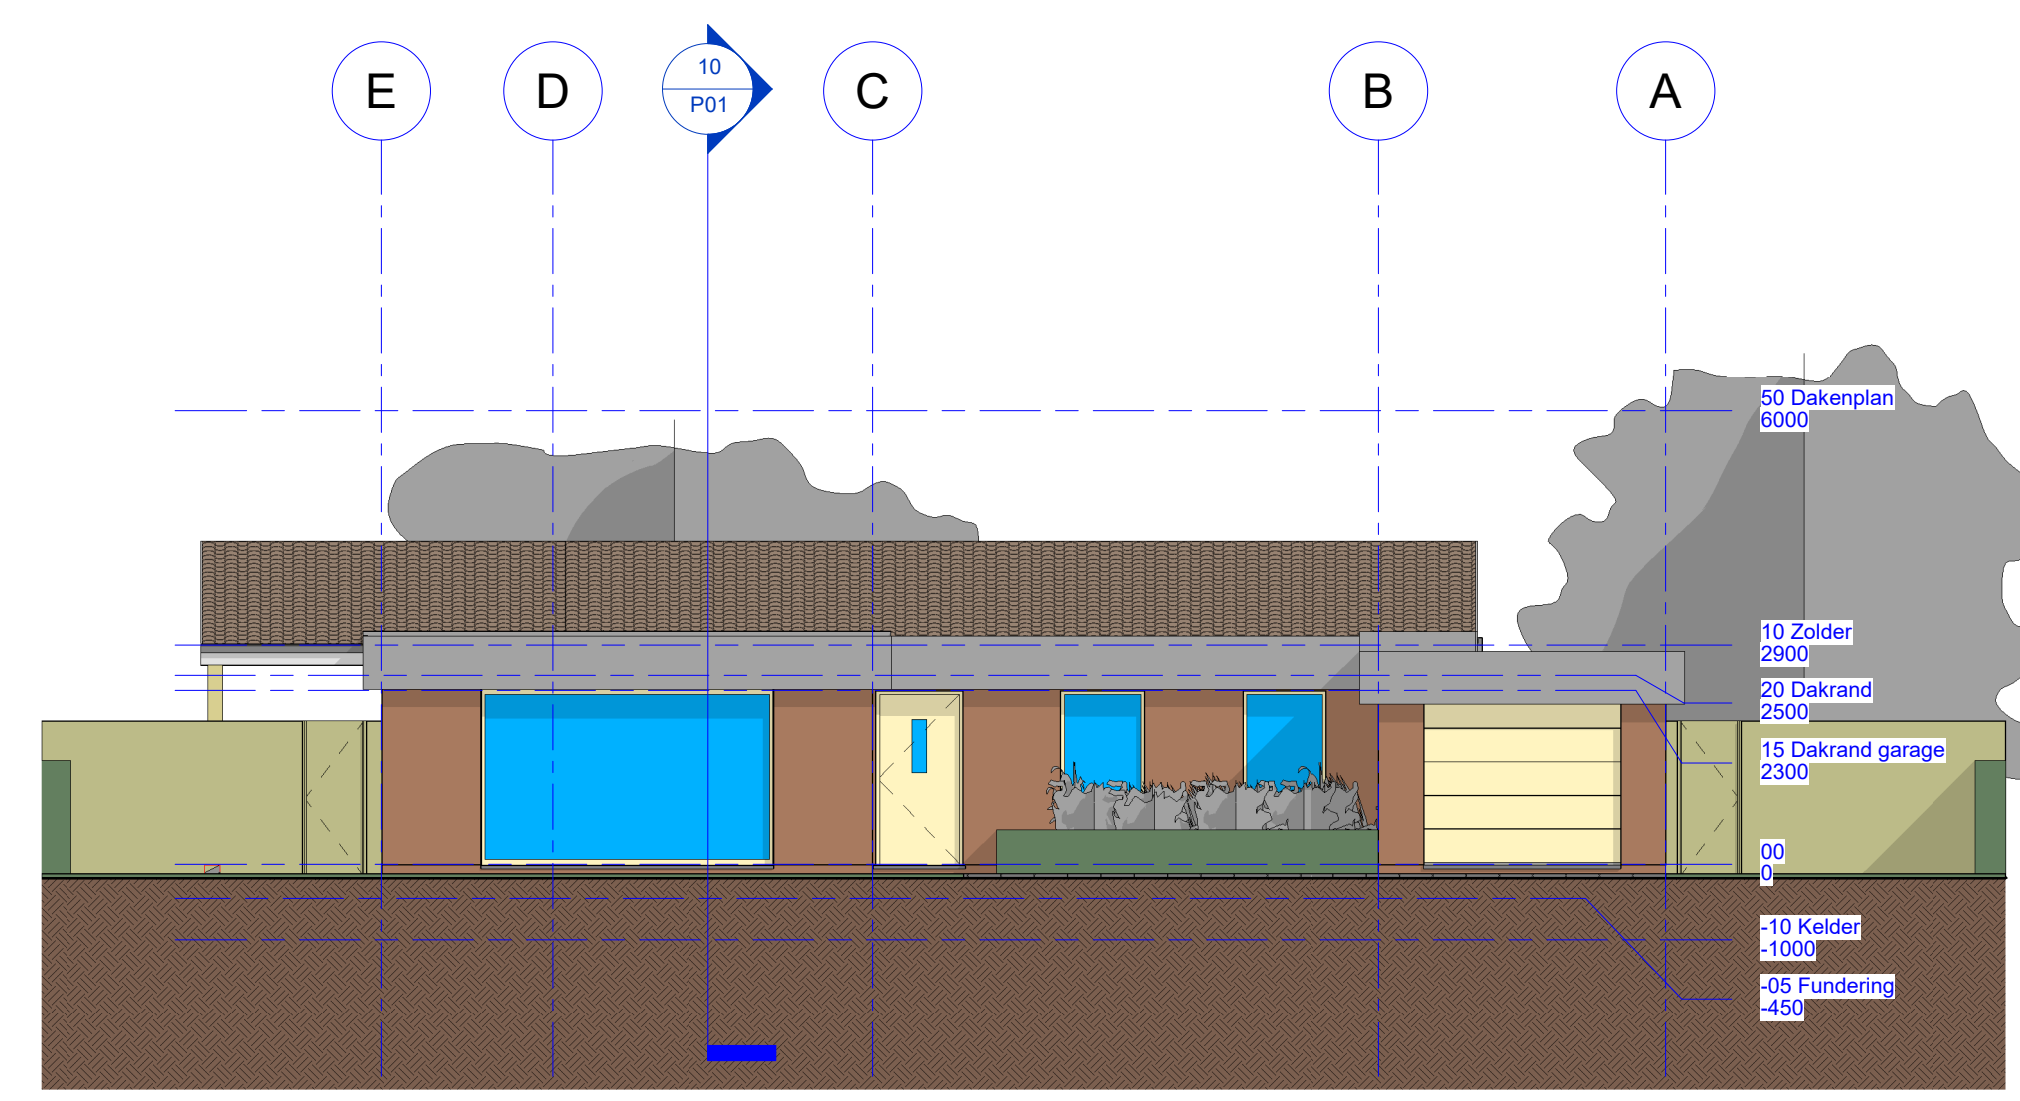 E
D
10
P01
C
B
A
50 Dakenplan
6000
10 Zolder
2900
20 Dakrand
2500
15 Dakrand garage
2300
00
0
-10 Kelder
-1000
-05 Fundering
-450